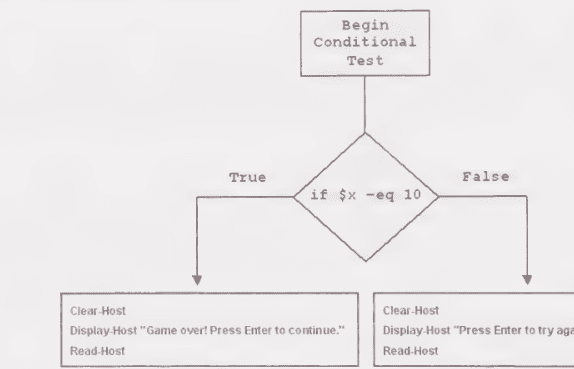 Begin
Conditional
Test
True
False
if $x -eq 10
Clear-Host
Display-Host "Game over! Press Enter to continue."
Read-Host
Clear-Host
Display-Host "Press Enter to try
Read-Host